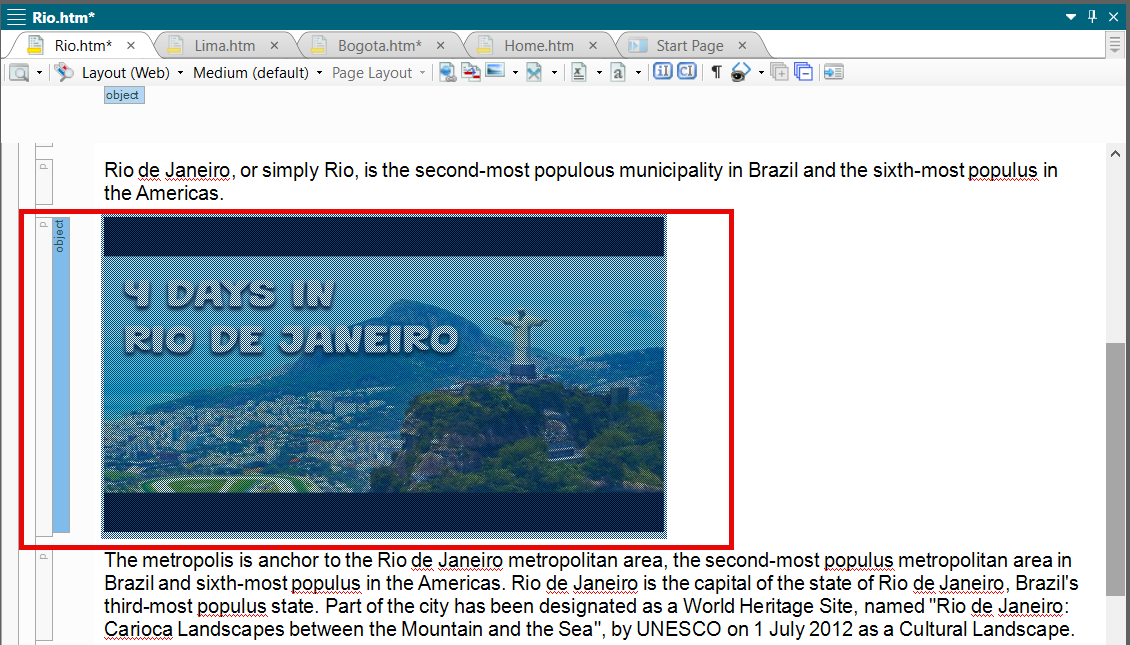 Rio.htm*
Rio.htm* Lima.htm Bogota.htm* Home.htm Start Page
Layout (Web) Medium (default) Page Layout
object
p
Rio de Janeiro, or simply Rio, is the second-most populous municipality in Brazil and the sixth-most populus in
the Americas.
p
object
4 DAYS IN
RIO DE JANEIRO
p
The metropolis is anchor to the Rio de Janeiro metropolitan area, the second-most populus metropolitan area in
Brazil and sixth-most populus in the Americas. Rio de Janeiro is the capital of the state of Rio de Janeiro, Brazil's
third-most populus state. Part of the city has been designated as a World Heritage Site, named "Rio de Janeiro:
Carioca Landscapes between the Mountain and the Sea", by UNESCO on 1 July 2012 as a Cultural Landscape.